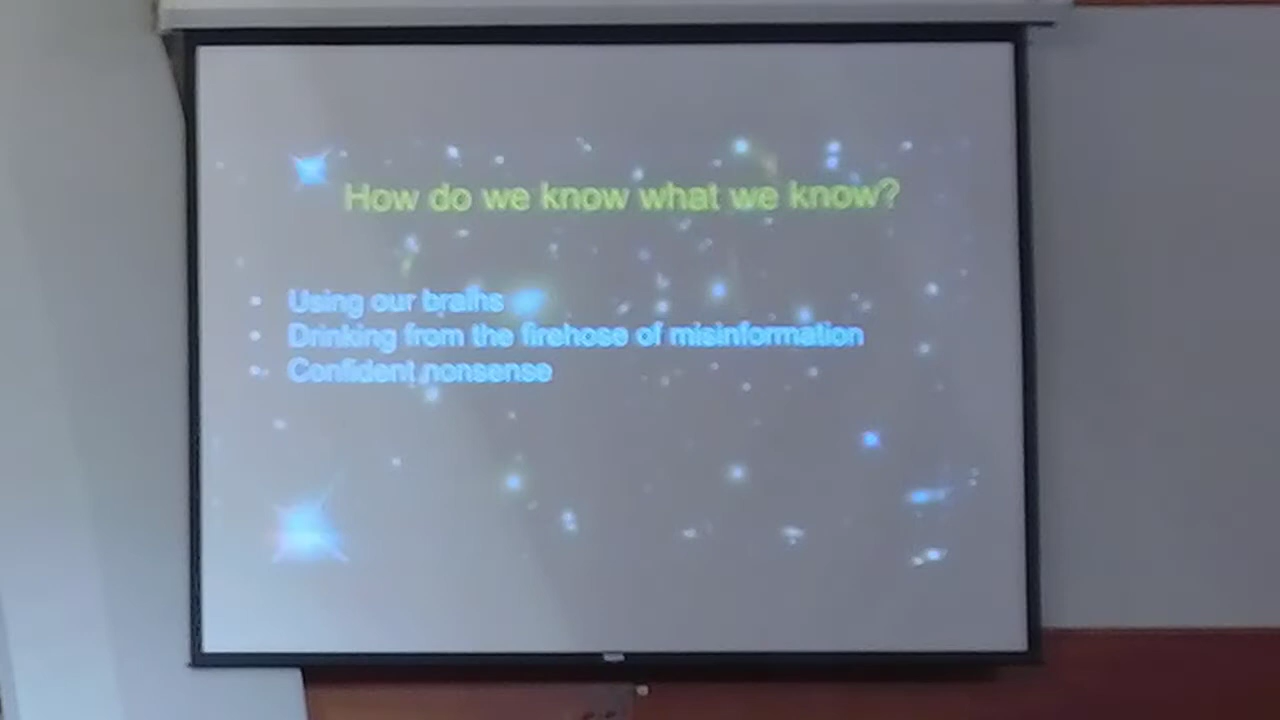 How do we know what we know?
Using our brains
Drinking from the firehose of misinformation
Confident nonsense